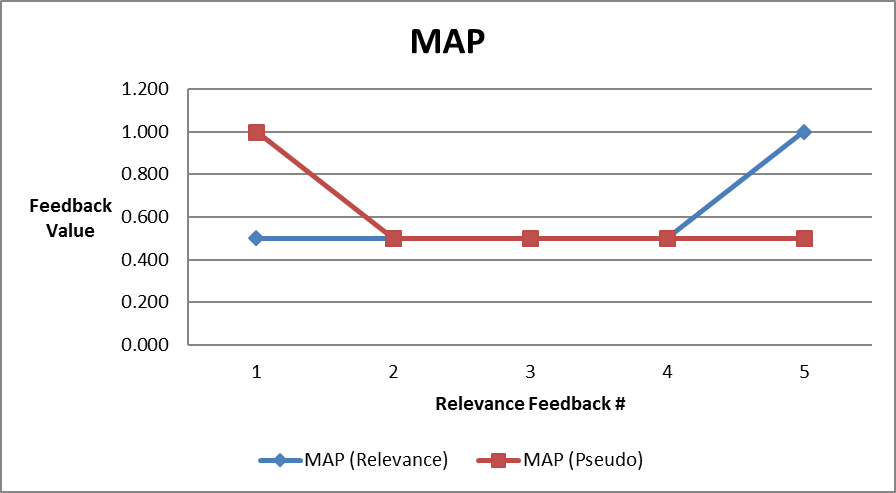 MAP
1.200
1.000
0.800
0.600
0.400
0.200
0.000
Feedback
Value
1 2 3 4 5
Relevance Feedback #
MAP (Relevance) MAP (Pseudo)